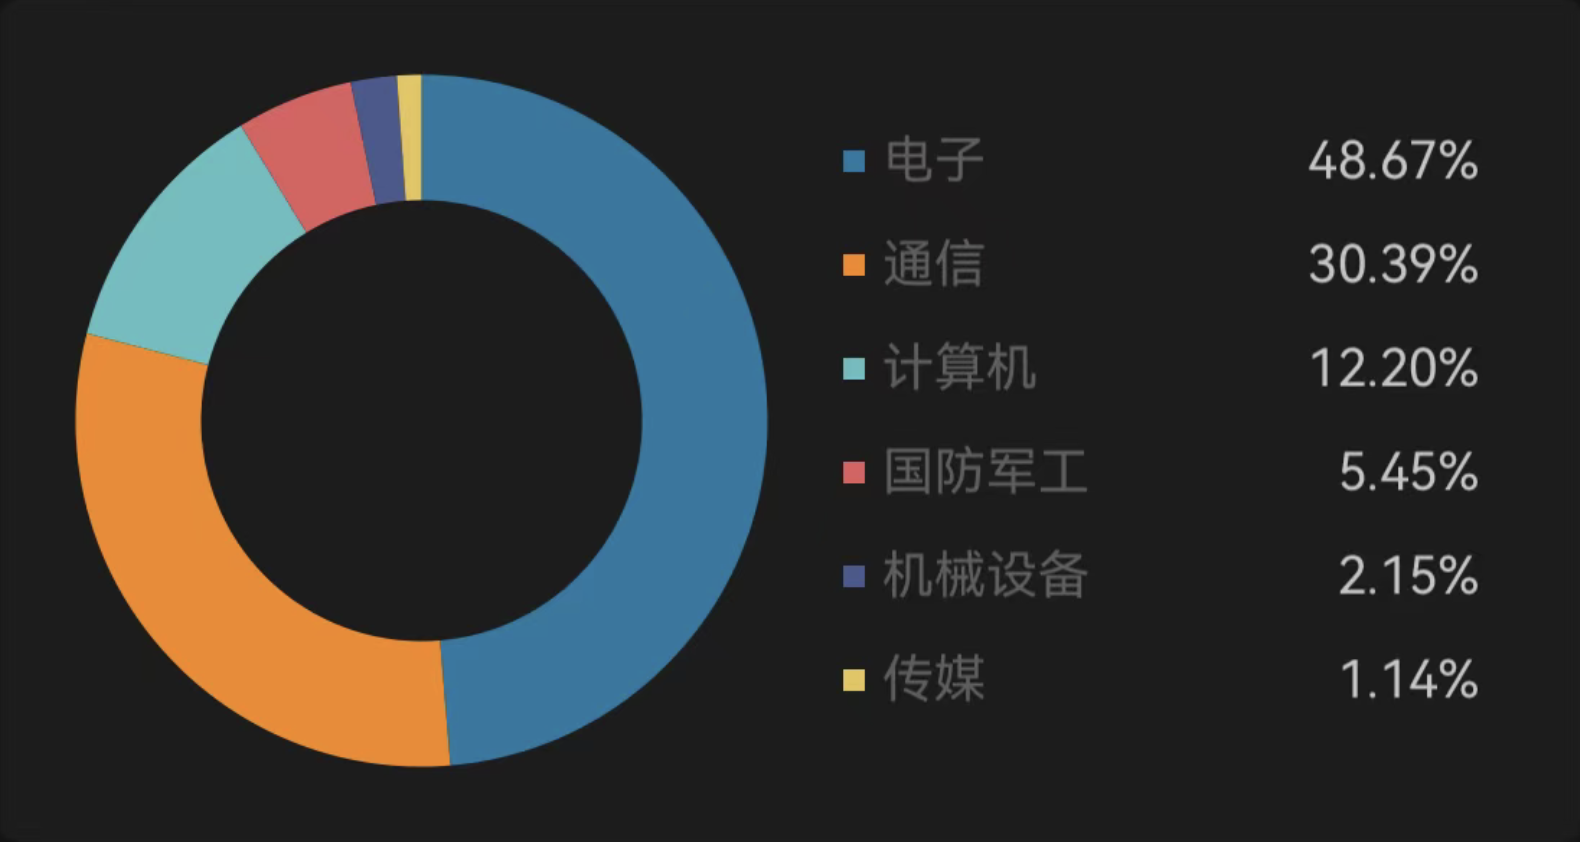 电子 48.67%
通信 30.39%
计算机 12.20%
国防军工 5.45%
机械设备 2.15%
传媒 1.14%